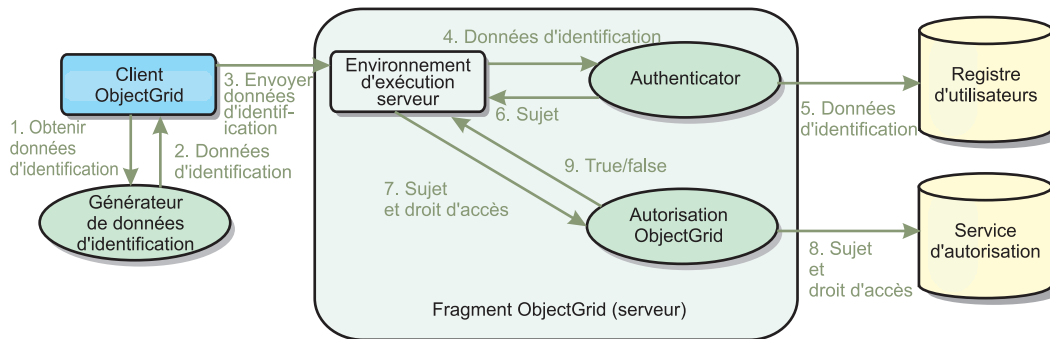 Client
ObjectGrid
1. Obtenir
données
d'identification
2. Données
d'identification
Générateur
de données
d'identification
3. Envoyer
données
d'identif-
ication
Environnement
d'exécution
serveur
4. Données d'identification
Authenticator
5. Données
d'identification
Registre
d'utilisateurs
6. Sujet
7. Sujet
et droit d'accès
9. True/false
Autorisation
ObjectGrid
8. Sujet
et
droit d'accès
Service
d'autorisation
Fragment ObjectGrid (serveur)